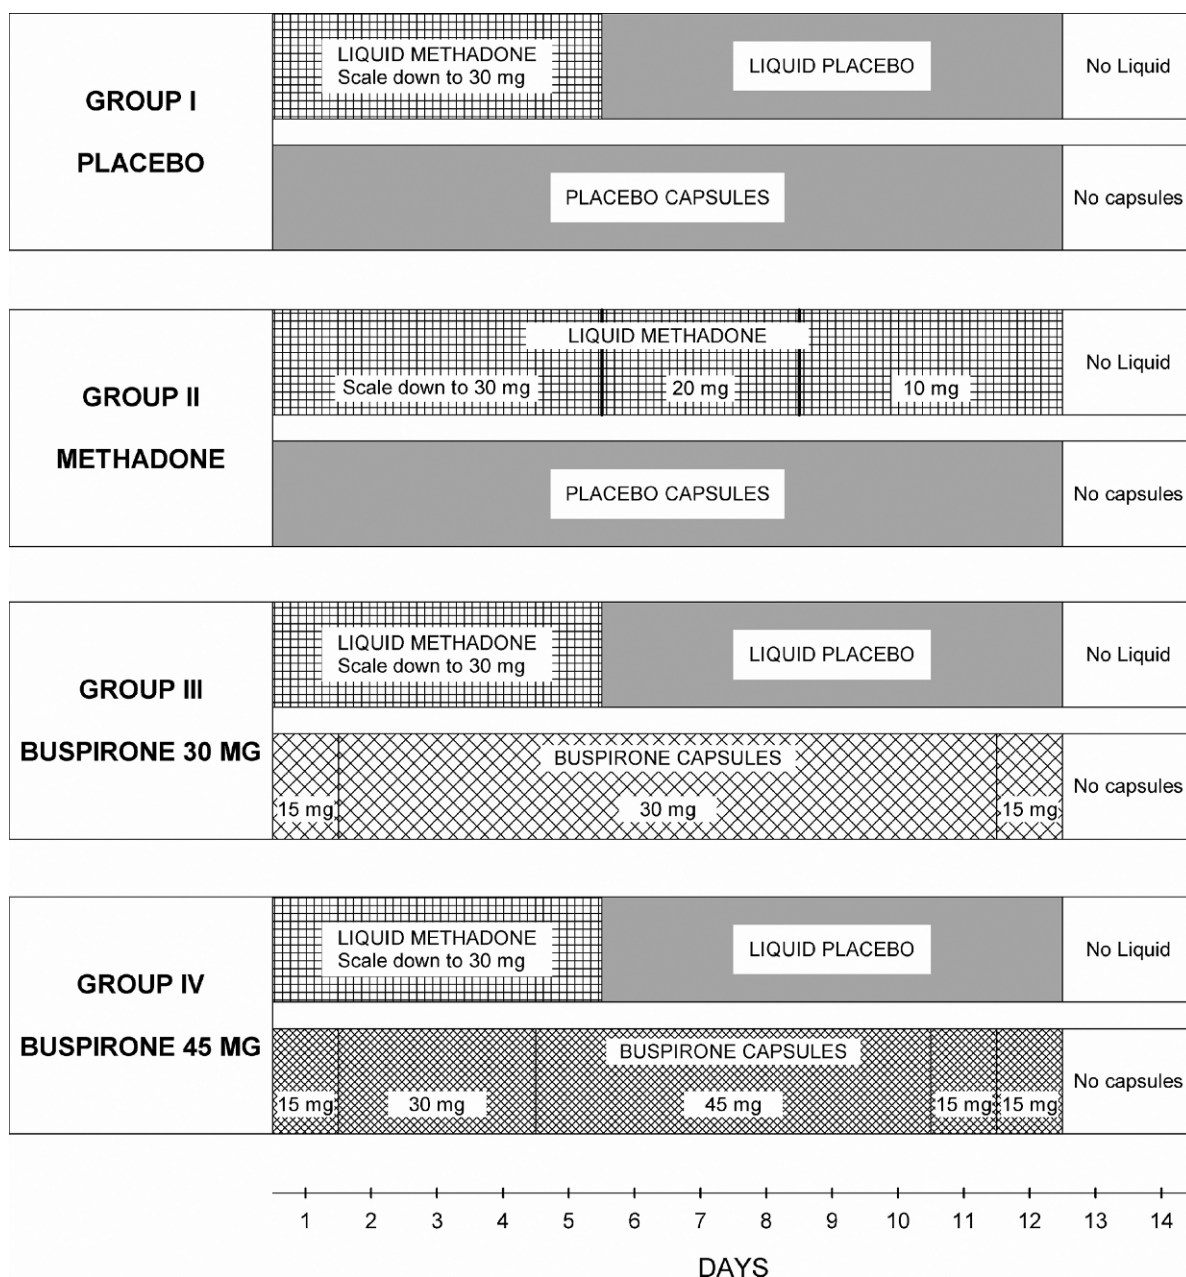 GROUP I
PLACEBO
LIQUID METHADONE
Scale down to 30 mg
LIQUID PLACEBO
No Liquid
PLACEBO CAPSULES
No capsules
GROUP II
METHADONE
LIQUID METHADONE
Scale down to 30 mg
20 mg
10 mg
No Liquid
PLACEBO CAPSULES
No capsules
GROUP III
BUSPIRONE 30 MG
LIQUID METHADONE
Scale down to 30 mg
LIQUID PLACEBO
No Liquid
BUSPIRONE CAPSULES
15 mg
30 mg
15 mg
No capsules
GROUP IV
BUSPIRONE 45 MG
LIQUID METHADONE
Scale down to 30 mg
LIQUID PLACEBO
No Liquid
BUSPIRONE CAPSULES
15 mg
30 mg
45 mg
15 mg
15 mg
No capsules
1 2 3 4 5 6 7 8 9 10 11 12 13 14
DAYS